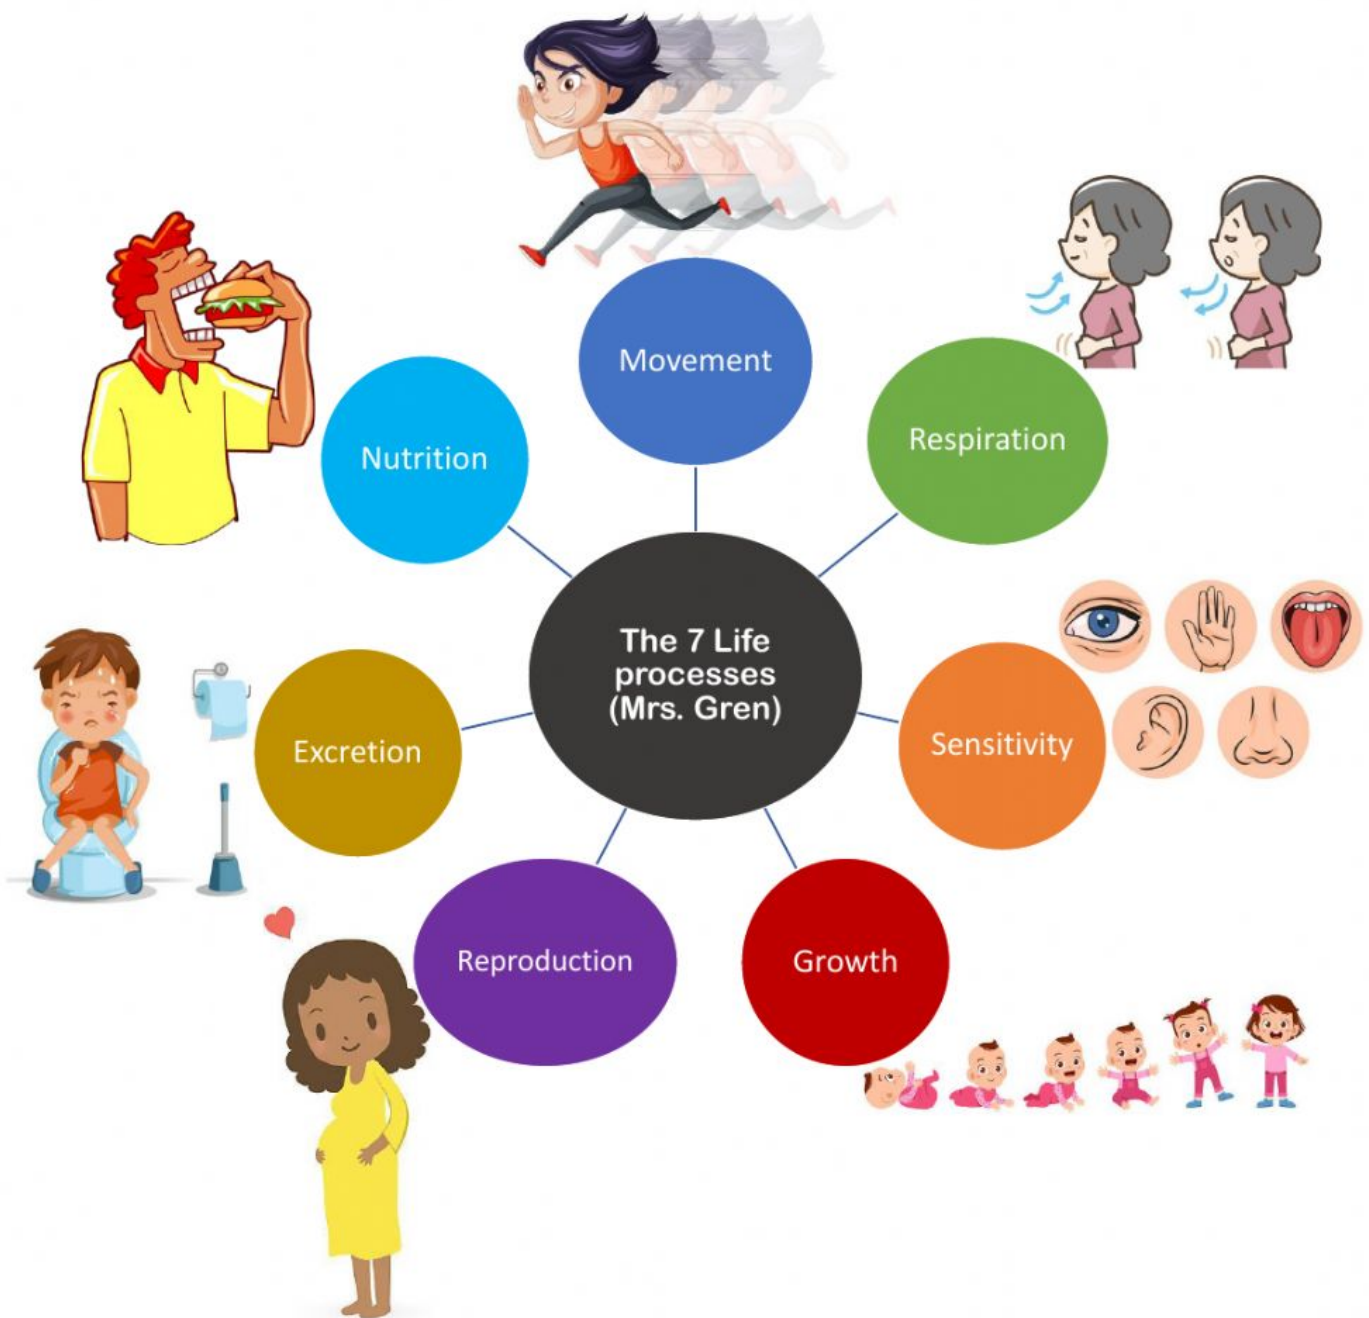 Movement
Respiration
Nutrition
The 7 Life
processes
(Mrs. Gren)
Sensitivity
Excretion
Reproduction
Growth